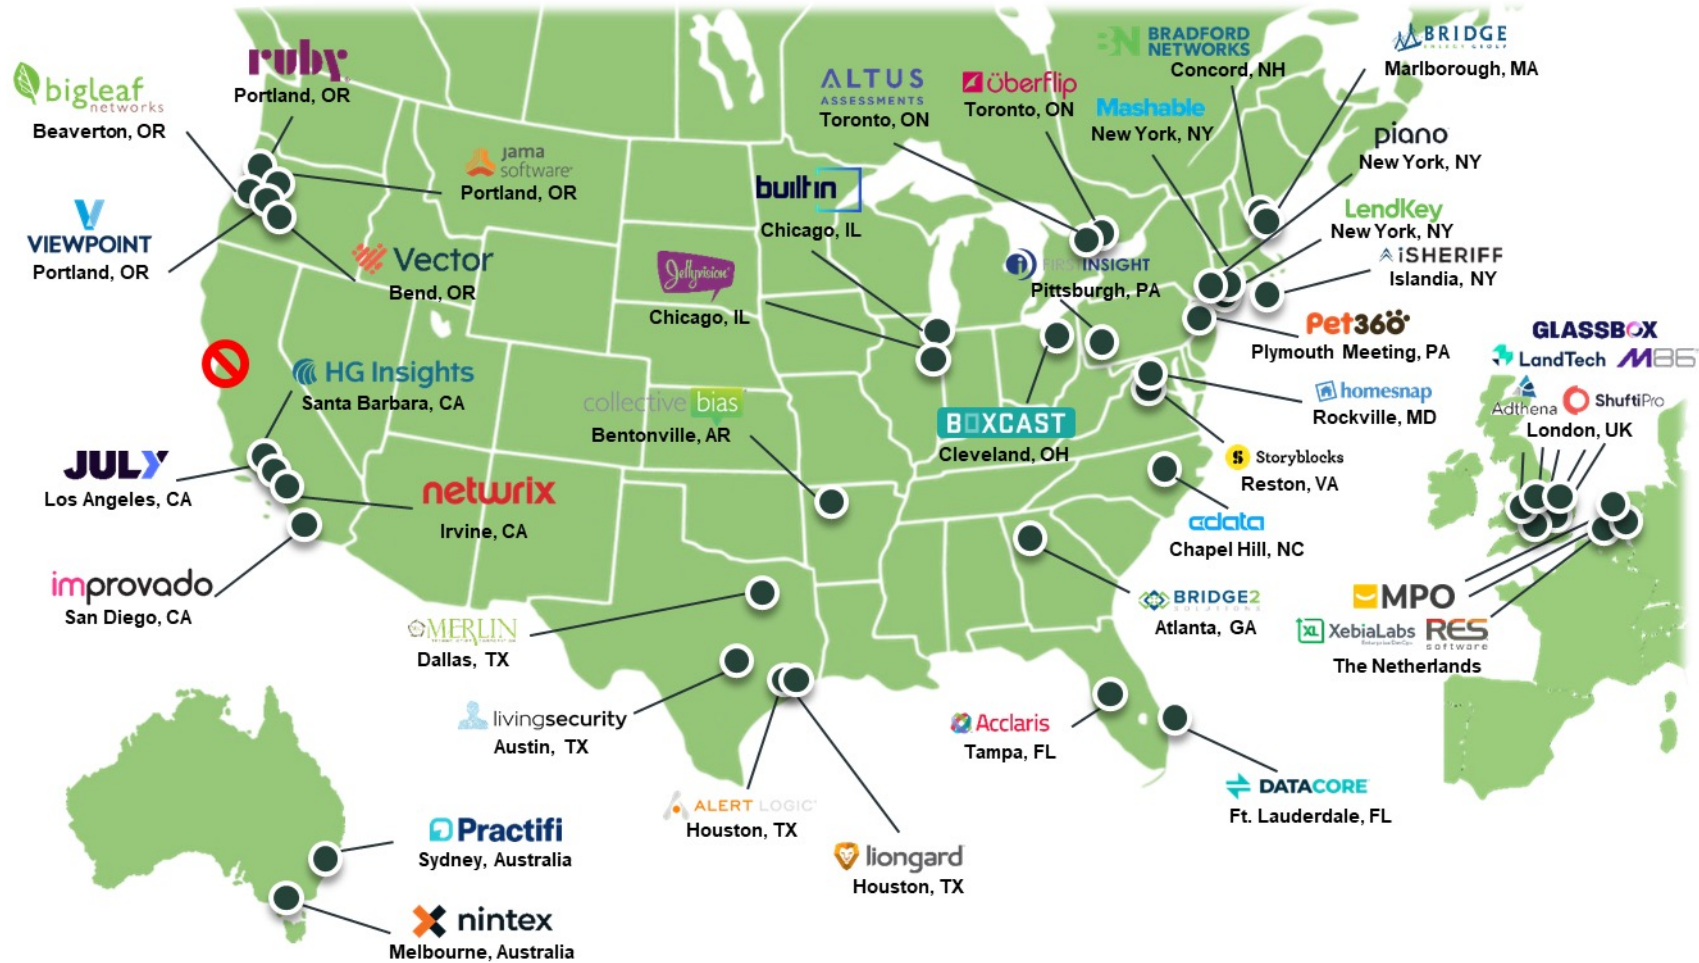 ruby
Portland, OR
bigleaf
networks
Beaverton, OR
jama
software
Portland, OR
VIEWPOINT
Portland, OR
Vector
Bend, OR
ALTUS
ASSESSMENTS
Toronto, ON
überflip
Toronto, ON
BN BRADFORD
NETWORKS
Concord, NH
BRIDGE
ENERGY GROUP
Marlborough, MA
Mashable
New York, NY
piano
New York, NY
builtin
Chicago, IL
LendKey
New York, NY
iSHERIFF
Islandia, NY
Jellyvision
Chicago, IL
FIRST INSIGHT
Pittsburgh, PA
Pet360
Plymouth Meeting, PA
HG Insights
Santa Barbara, CA
collective bias
Bentonville, AR
BOXCAST
Cleveland, OH
homesnap
Rockville, MD
GLASSBOX
LandTech M86
Adthena ShuftiPro
London, UK
JULY
Los Angeles, CA
netwrix
Irvine, CA
Storyblocks
Reston, VA
cdata
Chapel Hill, NC
improvado
San Diego, CA
MERLIN
Dallas, TX
BRIDGE2
SOLUTIONS
Atlanta, GA
MPO
XL XebiaLabs RES
software
The Netherlands
livingsecurity
Austin, TX
Acclaris
Tampa, FL
DATACORE
Ft. Lauderdale, FL
ALERT LOGIC
Houston, TX
liongard
Houston, TX
Practifi
Sydney, Australia
nintex
Melbourne, Australia